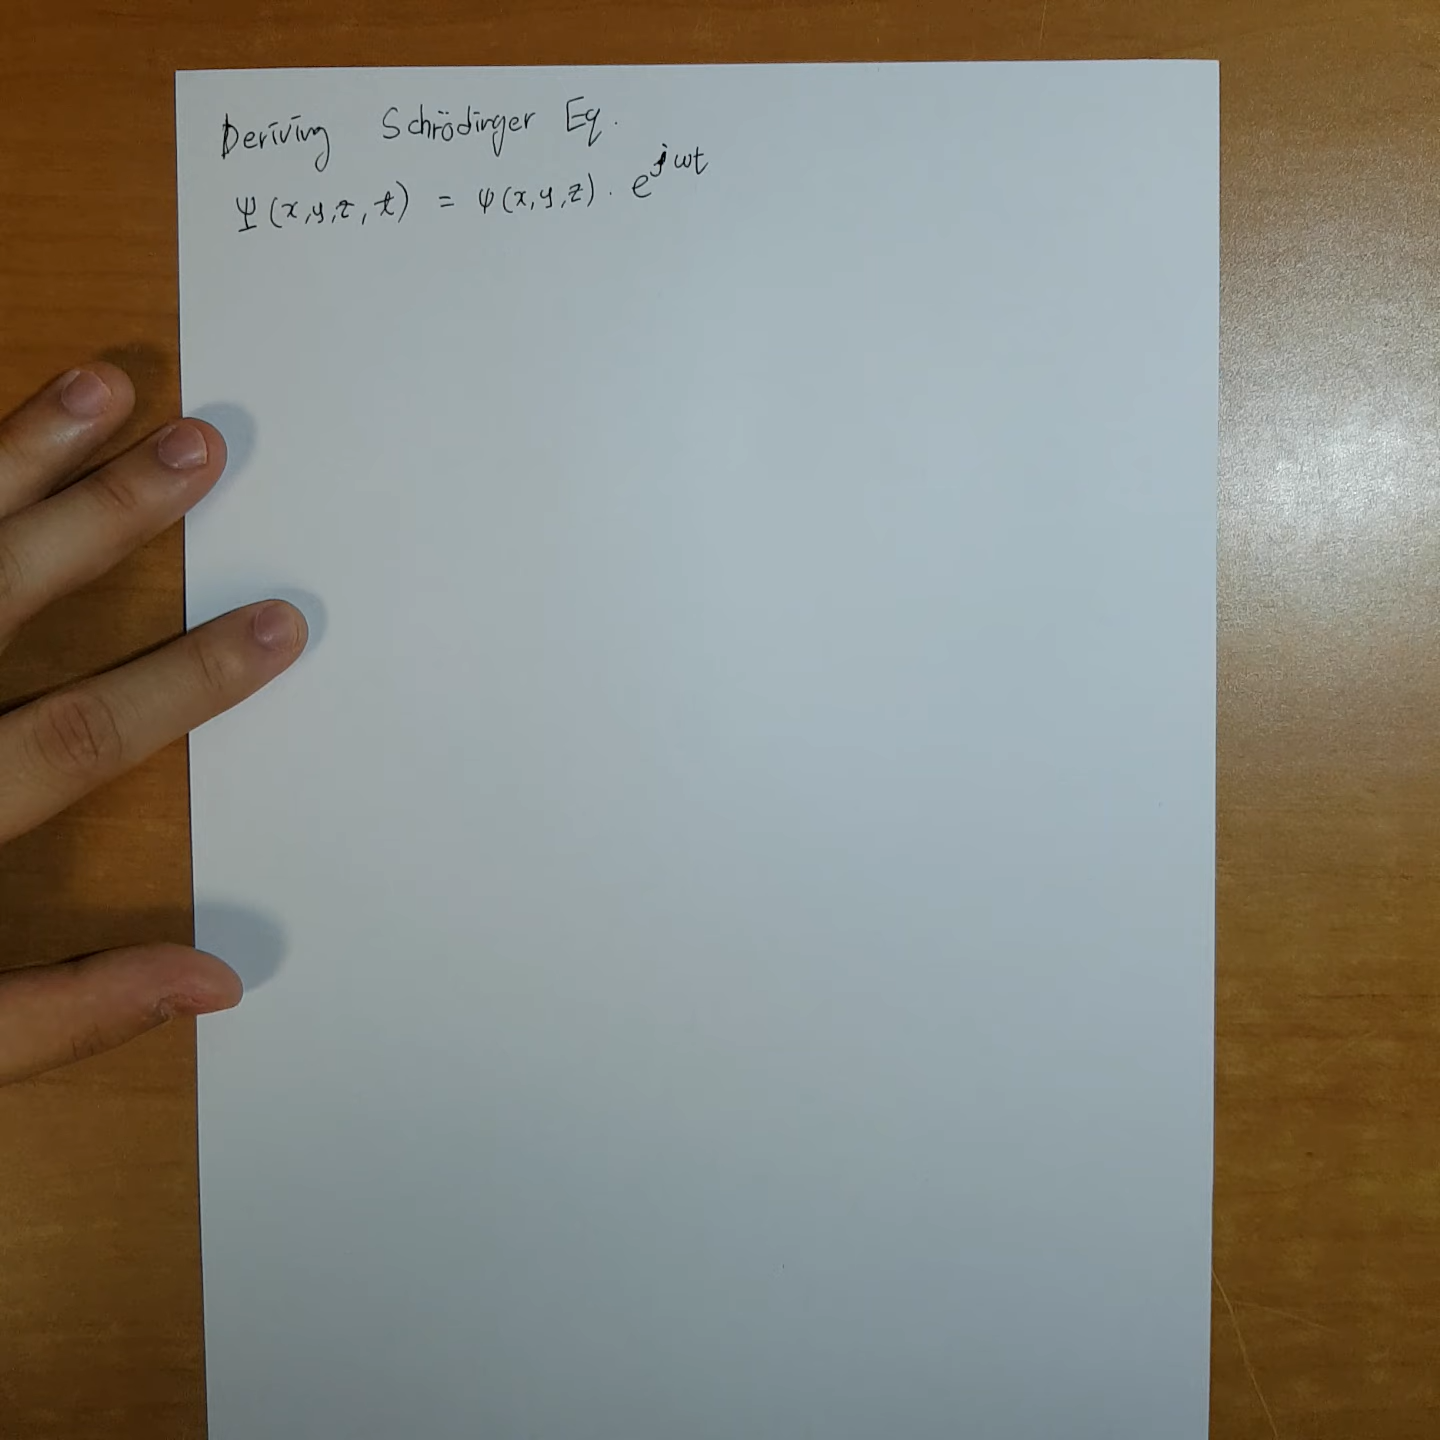 Deriving Schrödinger Eq.
Ψ(x,y,z,t) = ψ(x,y,z) · e^{jωt}